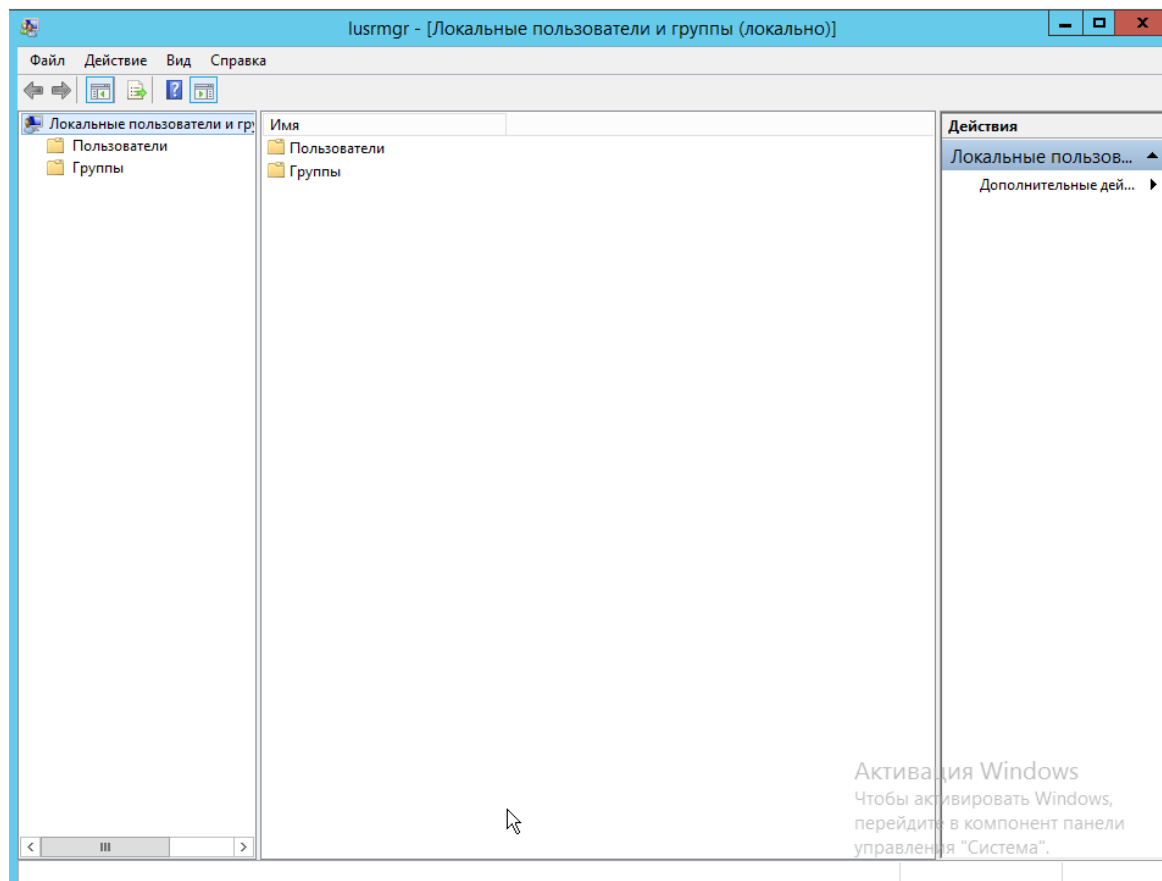 lusrmgr - [Локальные пользователи и группы (локально)]
Файл Действие Вид Справка
Локальные пользователи и гр
Пользователи
Группы
Имя
Пользователи
Группы
Действия
Локальные пользов...
Дополнительные дей...
Активация Windows
Чтобы активировать Windows,
перейдите в компонент панели
управления "Система".